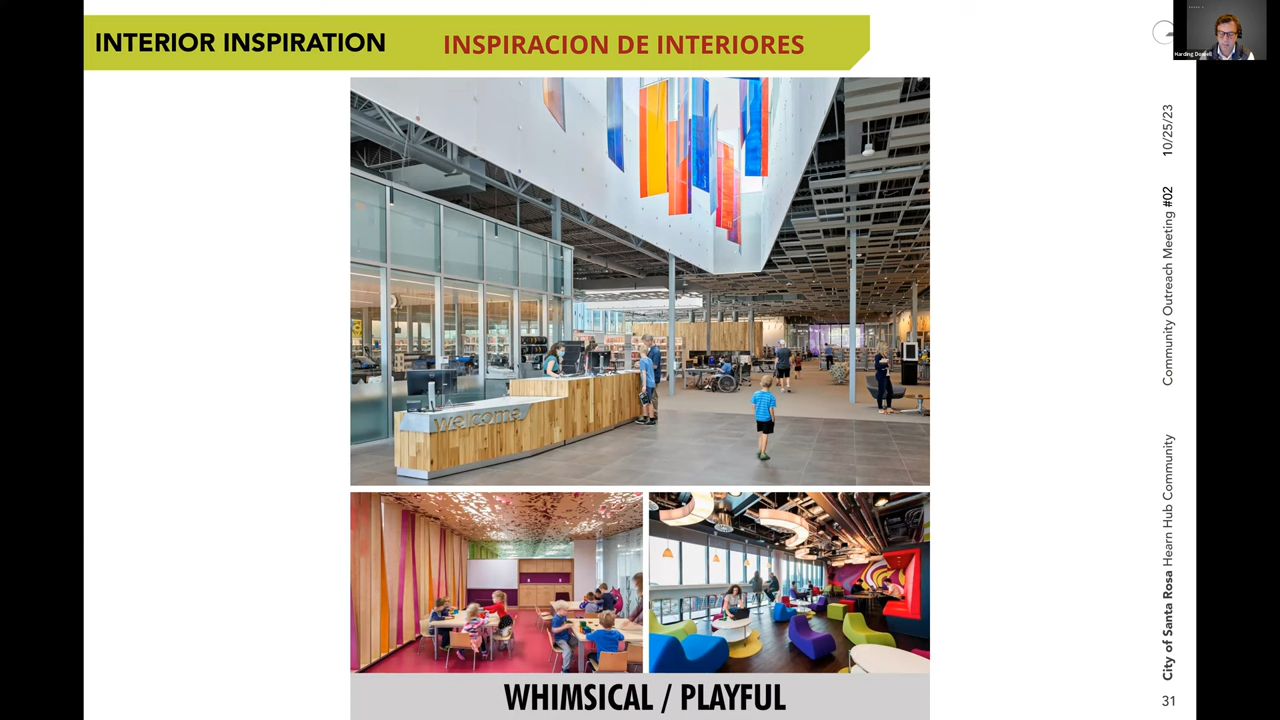 INTERIOR INSPIRATION
INSPIRACION DE INTERIORES
welcome
WHIMSICAL / PLAYFUL
City of Santa Rosa Hearn Hub Community
Community Outreach Meeting #02
10/25/23
31